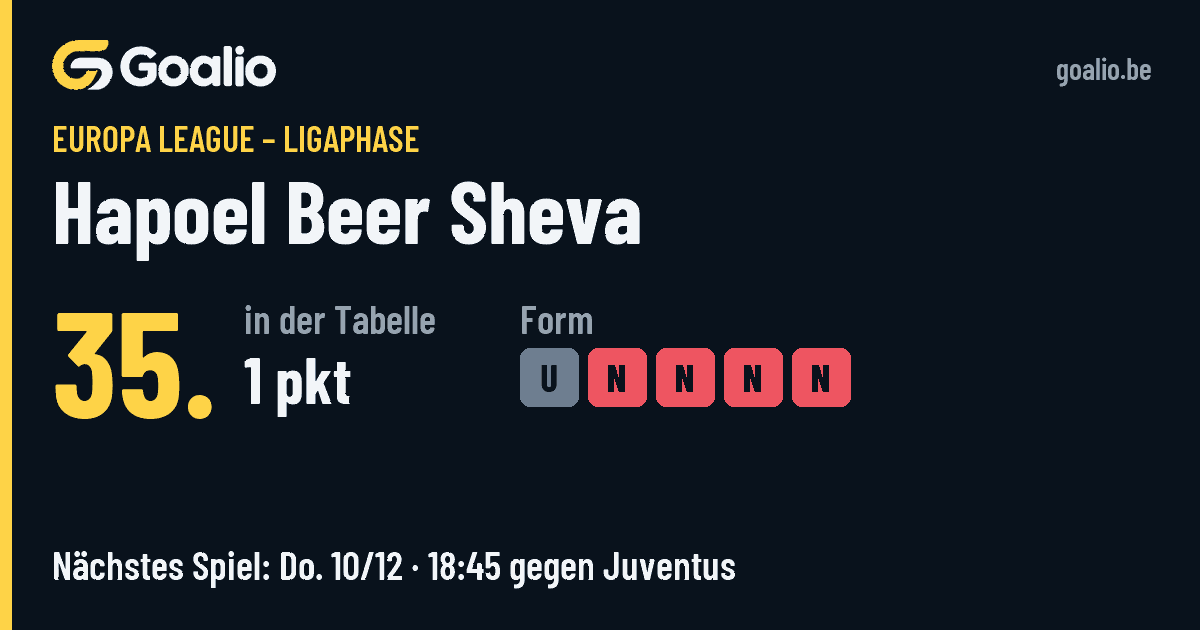 Goalio
goalio.be
EUROPA LEAGUE – LIGAPHASE
Hapoel Beer Sheva
35.
in der Tabelle
1 pkt
Form
U N N N N
Nächstes Spiel: Do. 10/12 · 18:45 gegen Juventus